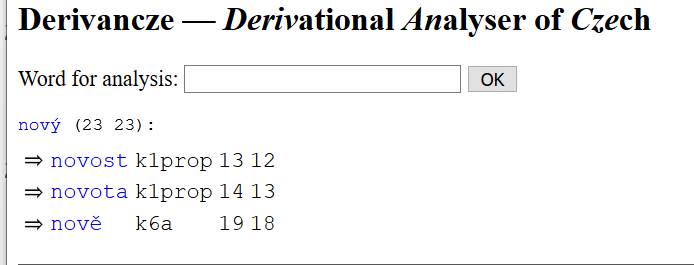 Derivancze — Derivational Analyser of Czech
Word for analysis: OK
nový (23 23):
⇒ novost k1prop 13 12
⇒ novota k1prop 14 13
⇒ nově k6a 19 18